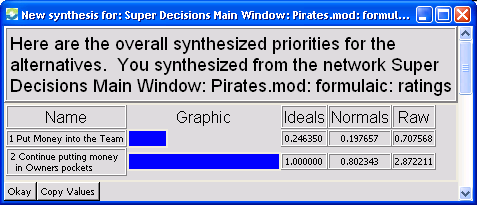 New synthesis for: Super Decisions Main Window: Pirates.mod: formul...
Here are the overall synthesized priorities for the
alternatives. You synthesized from the network Super
Decisions Main Window: Pirates.mod: formulaic: ratings
Name Graphic Ideals Normals Raw
1 Put Money into the Team 0.246350 0.197657 0.707568
2 Continue putting money
in Owners pockets 1.000000 0.802343 2.872211
Okay Copy Values